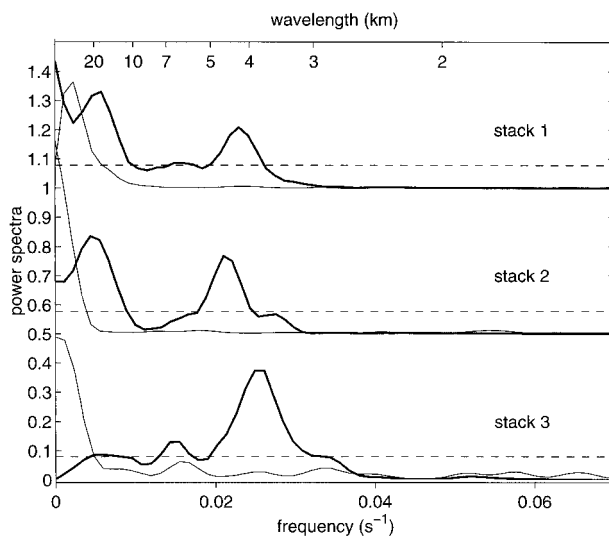 wavelength (km)
20 10 7 5 4 3 2
1.4
1.3
1.2
1.1
1
0.9
0.8
0.7
0.6
0.5
0.4
0.3
0.2
0.1
0
power spectra
stack 1
stack 2
stack 3
0 0.02 0.04 0.06
frequency (s⁻¹)